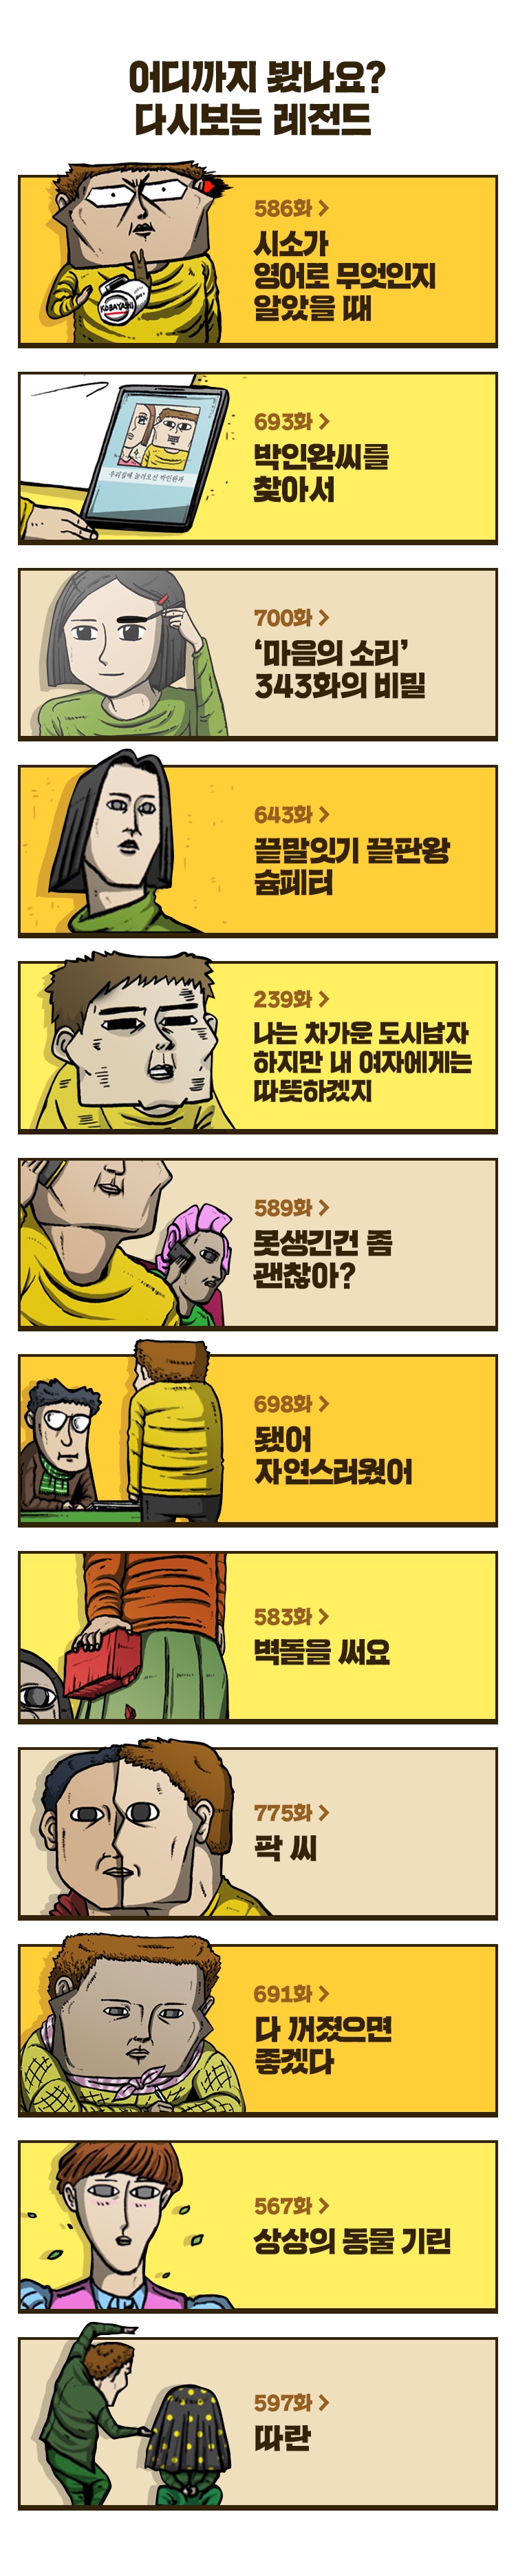 어디까지 봤나요?
다시보는 레전드
586화 >
시소가
영어로 무엇인지
알았을 때
KOBAYASHI
693화 >
박인완씨를
찾아서
우리집에 놀러오신 박인완과
700화 >
‘마음의 소리’
343화의 비밀
643화 >
끝말잇기 끝판왕
슘페터
239화 >
나는 차가운 도시남자
하지만 내 여자에게는
따뜻하겠지
589화 >
못생긴건 좀
괜찮아?
698화 >
됐어
자연스러웠어
583화 >
벽돌을 써요
775화 >
팍 씨
691화 >
다 꺼졌으면
좋겠다
567화 >
상상의 동물 기린
597화 >
따란